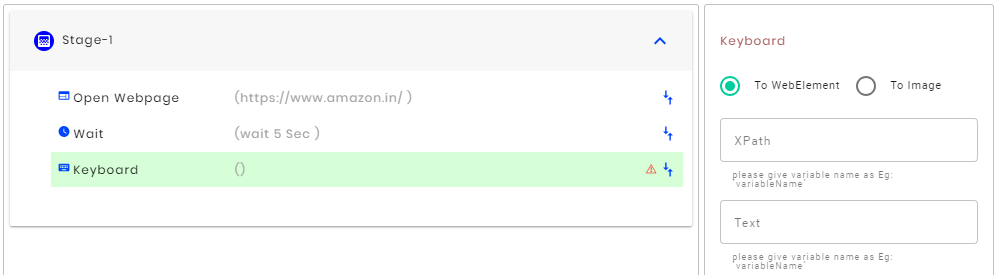 Stage-1
Open Webpage (https://www.amazon.in/ )
Wait (wait 5 Sec )
Keyboard ()
Keyboard
To WebElement To Image
XPath
please give variable name as Eg:
`variableName`
Text
please give variable name as Eg:
`variableName`